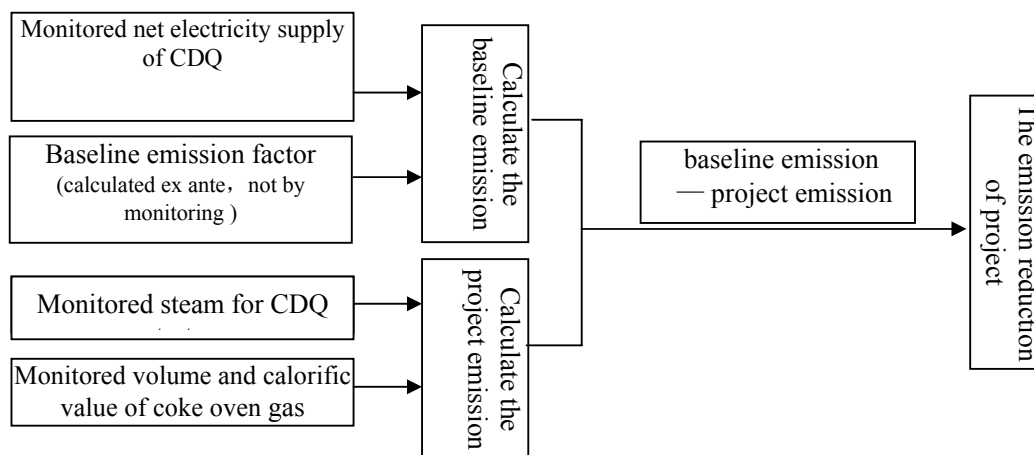 Monitored net electricity supply
of CDQ
Baseline emission factor
(calculated ex ante，not by
monitoring )
Monitored steam for CDQ
Monitored volume and calorific
value of coke oven gas
Calculate the
baseline emission
Calculate the
project emission
baseline emission
— project emission
The emission reduction
of project